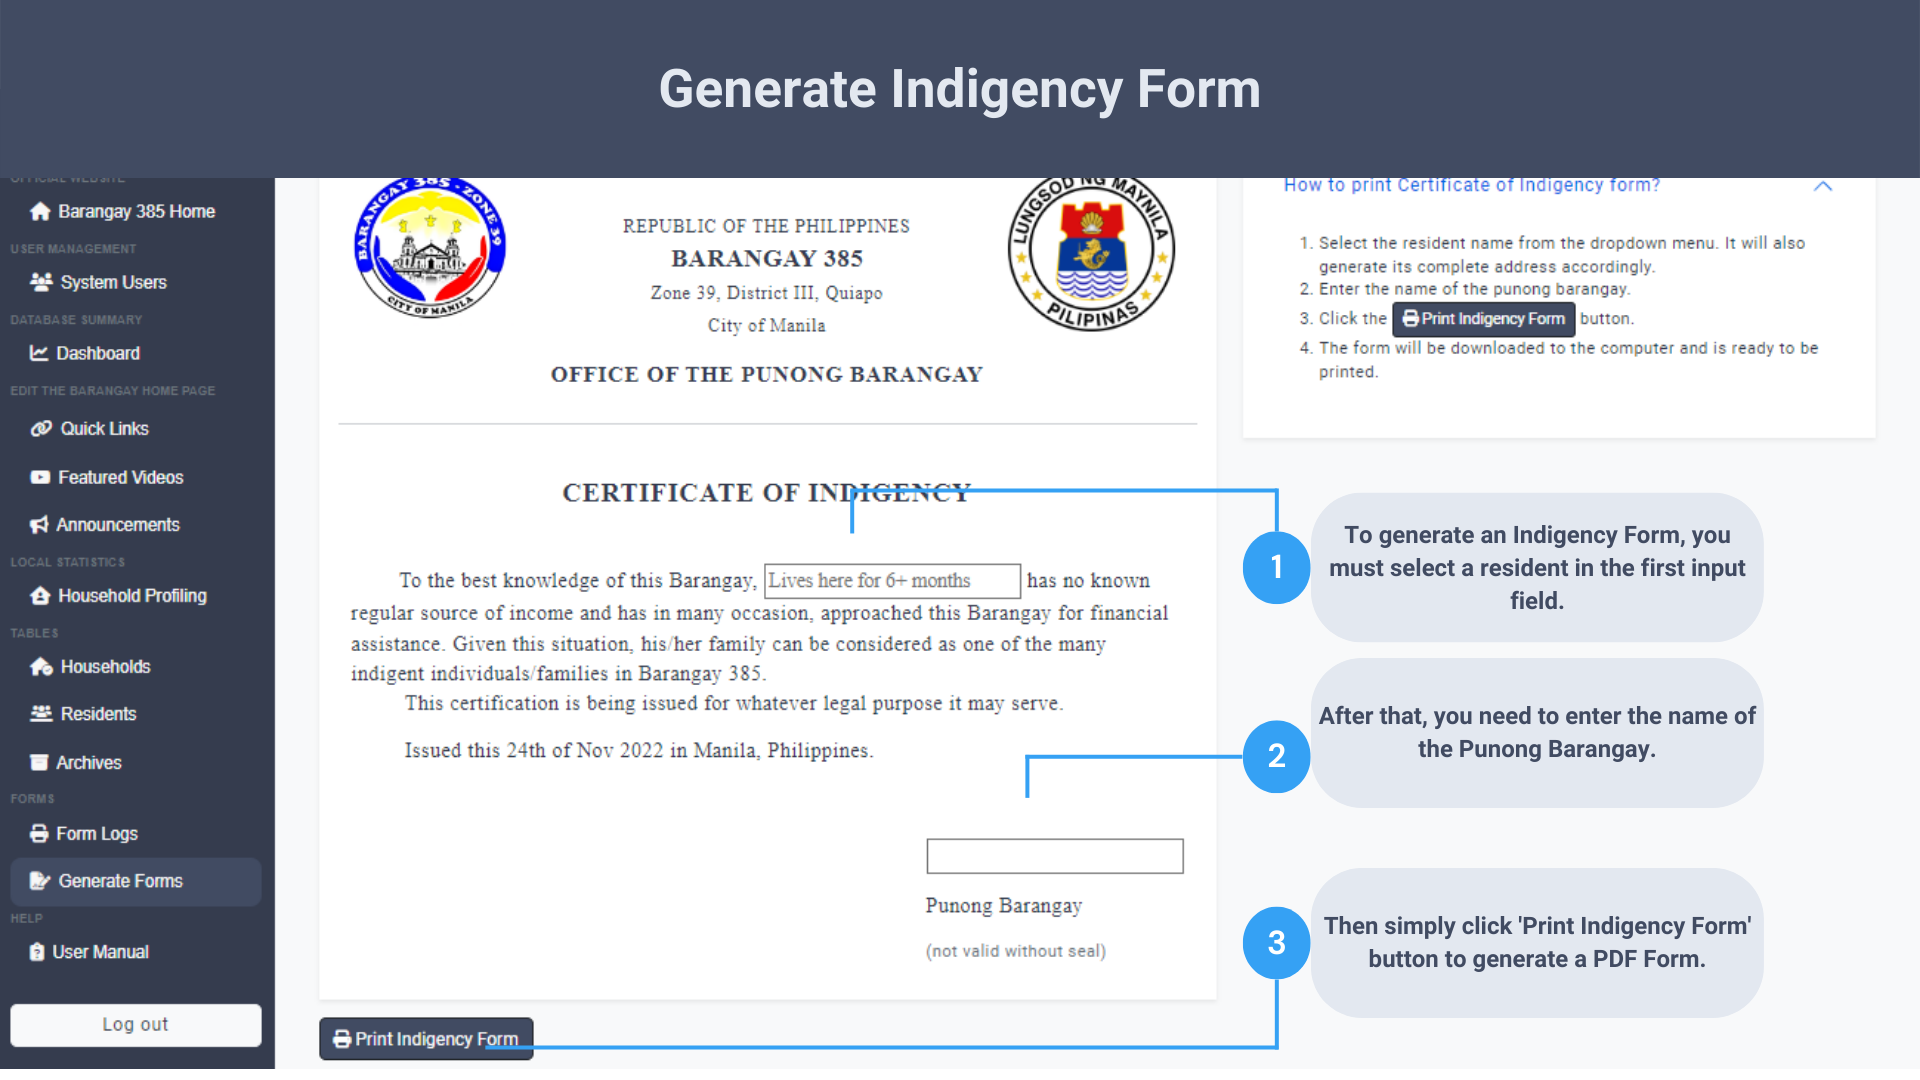 Generate Indigency Form
OFFICIAL WEBSITE
Barangay 385 Home
USER MANAGEMENT
System Users
DATABASE SUMMARY
Dashboard
EDIT THE BARANGAY HOME PAGE
Quick Links
Featured Videos
Announcements
LOCAL STATISTICS
Household Profiling
TABLES
Households
Residents
Archives
FORMS
Form Logs
Generate Forms
HELP
User Manual
Log out
BARANGAY 385 - ZONE 39
CITY OF MANILA
REPUBLIC OF THE PHILIPPINES
BARANGAY 385
Zone 39, District III, Quiapo
City of Manila
LUNGSOD NG MAYNILA
PILIPINAS
OFFICE OF THE PUNONG BARANGAY
CERTIFICATE OF INDIGENCY
To the best knowledge of this Barangay, Lives here for 6+ months has no known
regular source of income and has in many occasion, approached this Barangay for financial
assistance. Given this situation, his/her family can be considered as one of the many
indigent individuals/families in Barangay 385.
This certification is being issued for whatever legal purpose it may serve.
Issued this 24th of Nov 2022 in Manila, Philippines.
Punong Barangay
(not valid without seal)
Print Indigency Form
How to print Certificate of Indigency form?
1. Select the resident name from the dropdown menu. It will also
generate its complete address accordingly.
2. Enter the name of the punong barangay.
3. Click the Print Indigency Form button.
4. The form will be downloaded to the computer and is ready to be
printed.
1
To generate an Indigency Form, you
must select a resident in the first input
field.
2
After that, you need to enter the name of
the Punong Barangay.
3
Then simply click 'Print Indigency Form'
button to generate a PDF Form.